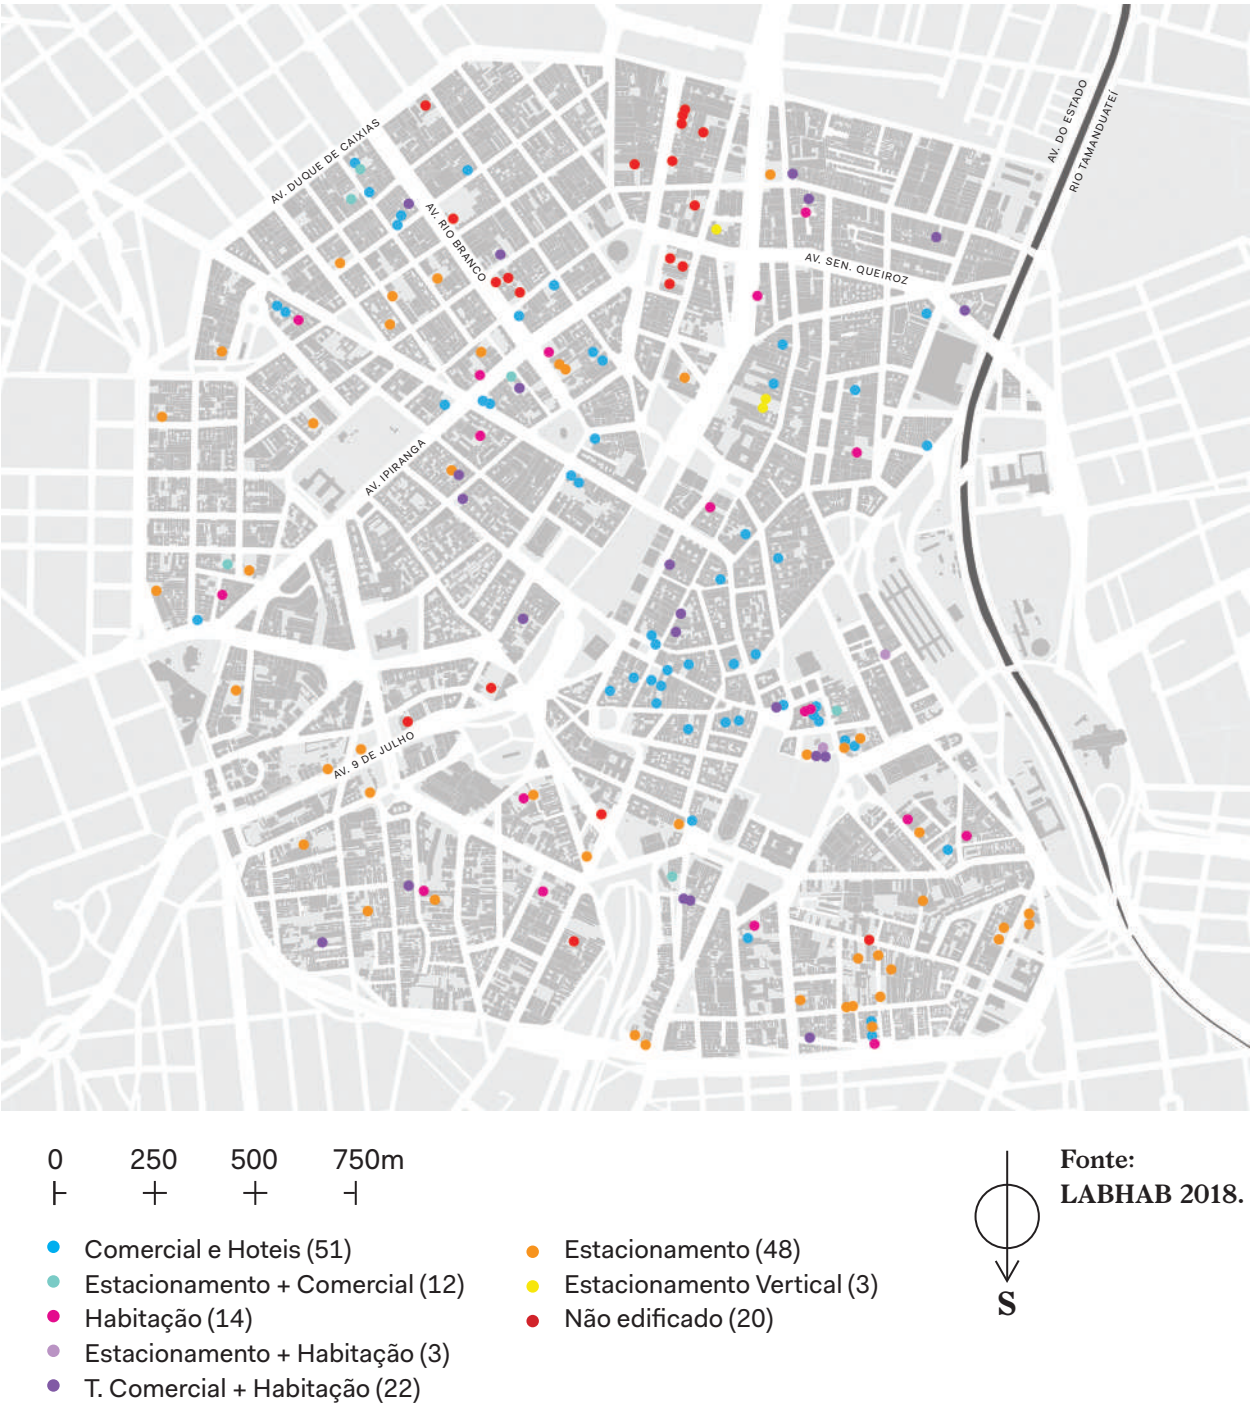 AV. DO ESTADO
RIO TAMANDUATEÍ
AV. DUQUE DE CAIXIAS
AV. RIO BRANCO
AV. SEN. QUEIROZ
AV. IPIRANGA
AV. 9 DE JULHO
0 250 500 750m
Fonte:
LABHAB 2018.
S
Comercial e Hoteis (51)
Estacionamento + Comercial (12)
Habitação (14)
Estacionamento + Habitação (3)
T. Comercial + Habitação (22)
Estacionamento (48)
Estacionamento Vertical (3)
Não edificado (20)